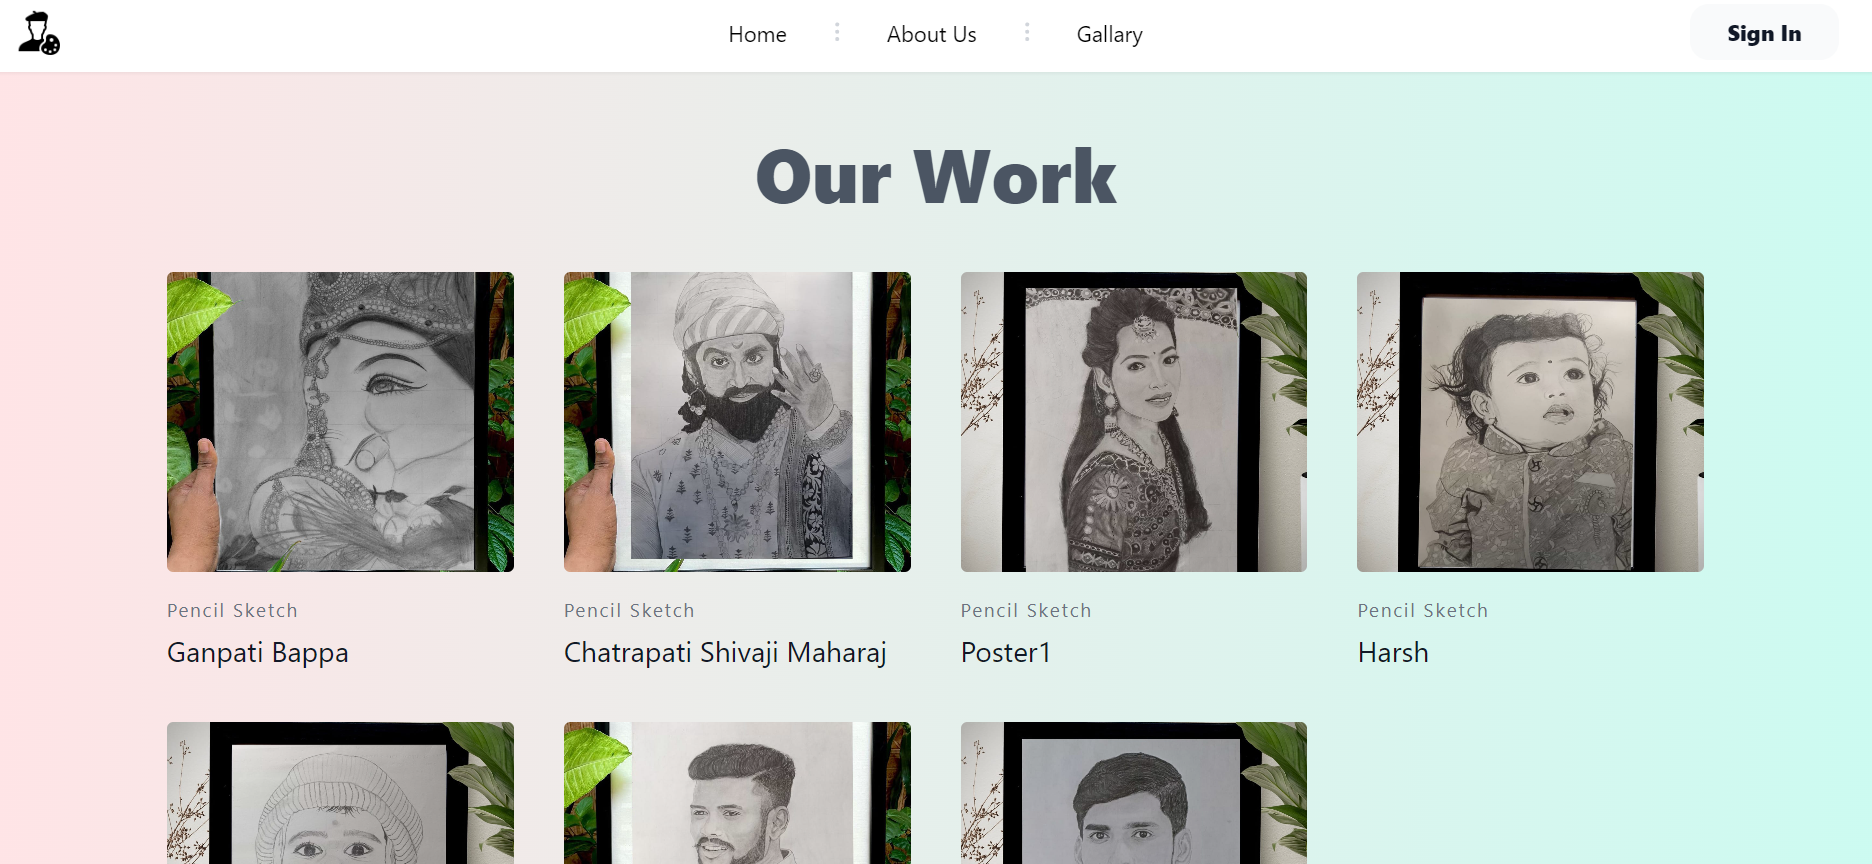 Home
About Us
Gallary
Sign In
Our Work
Pencil Sketch
Ganpati Bappa
Pencil Sketch
Chatrapati Shivaji Maharaj
Pencil Sketch
Poster1
Pencil Sketch
Harsh